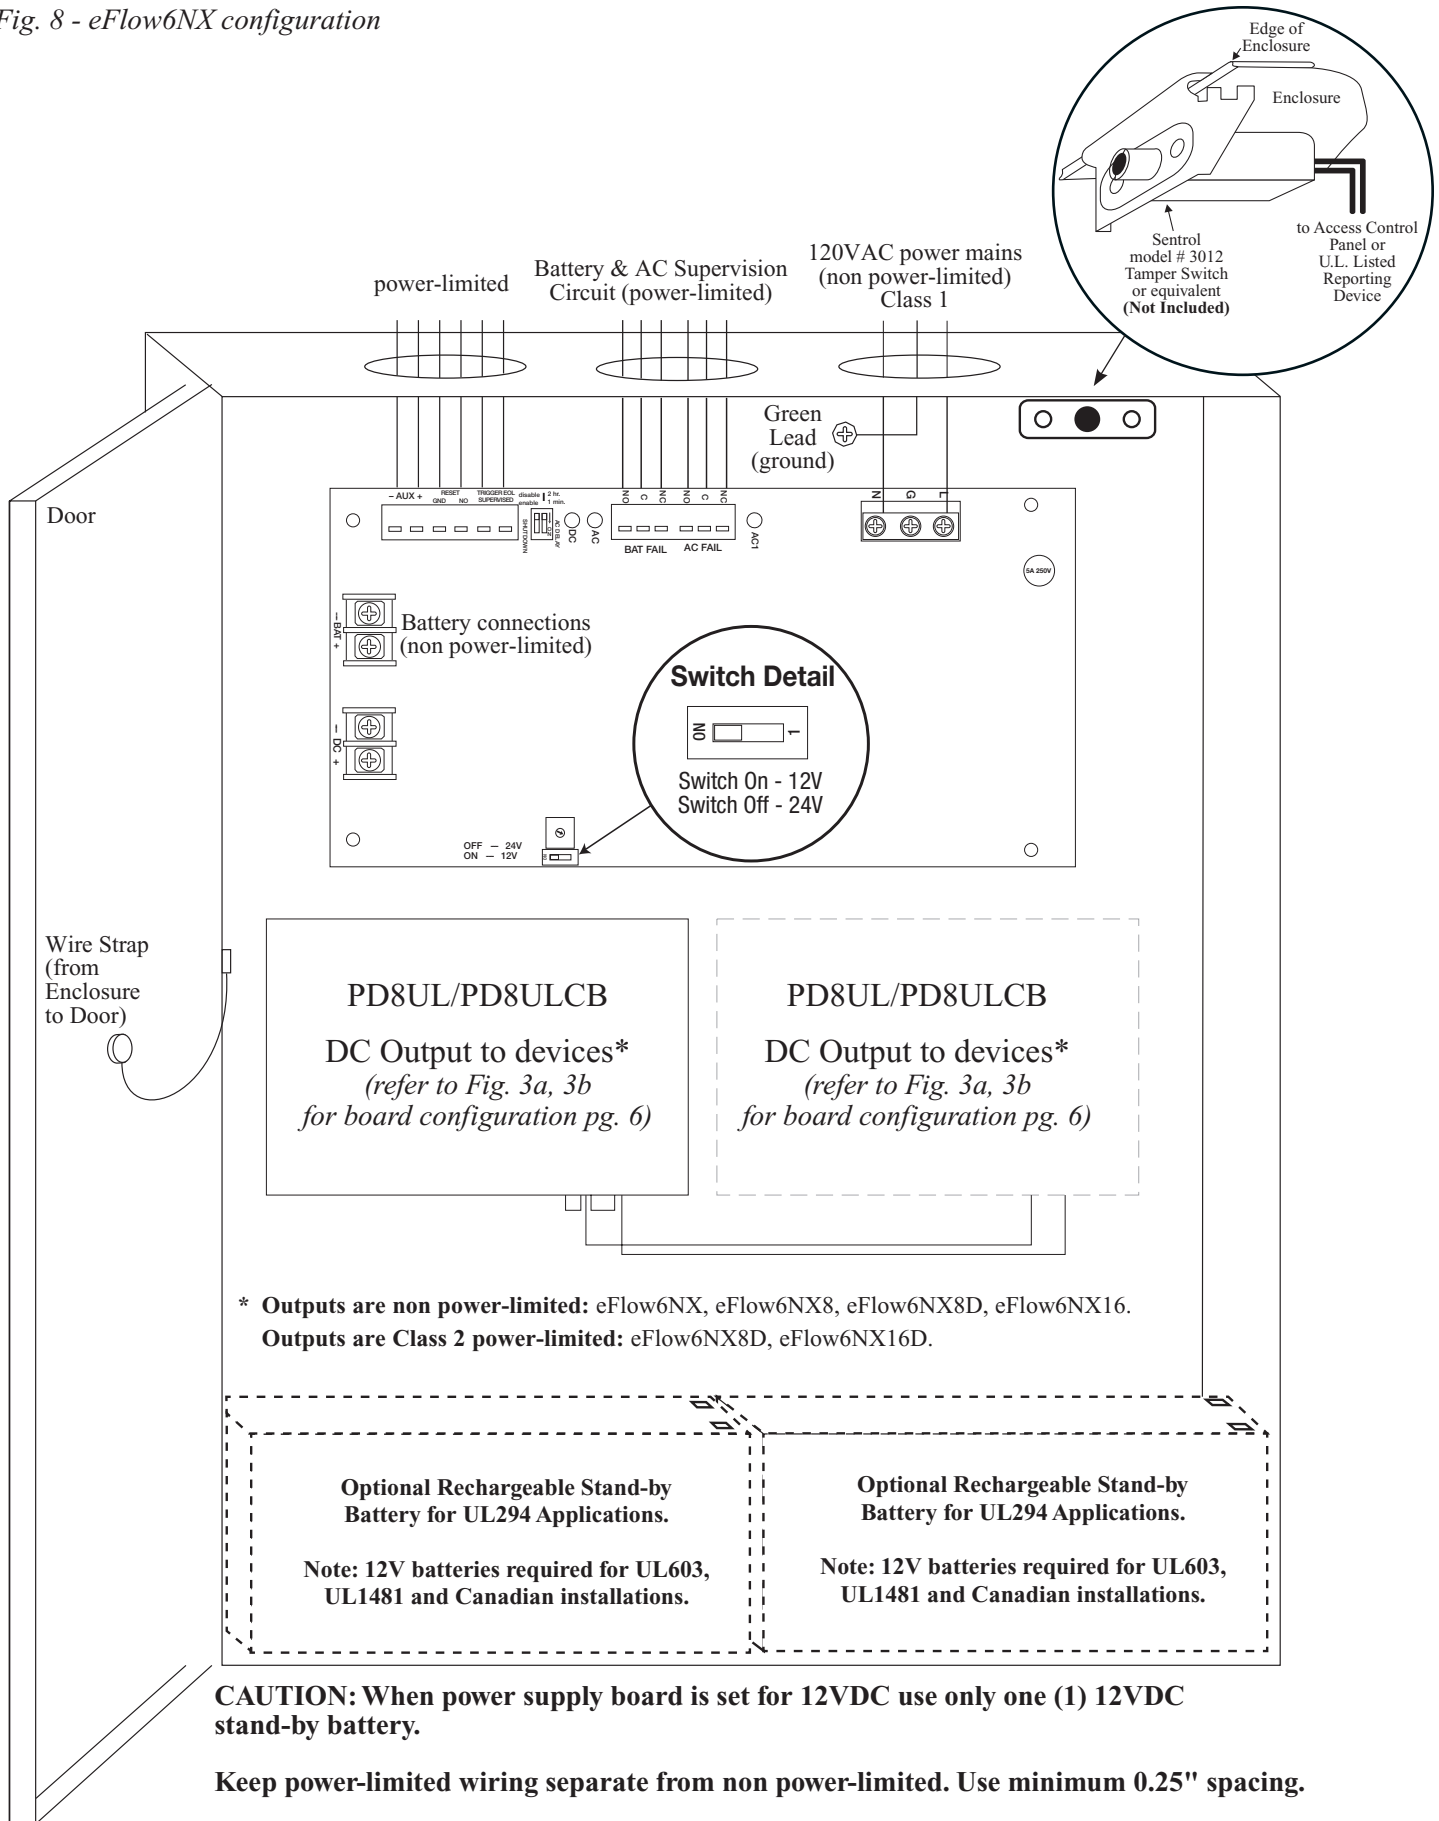 Fig. 8 - eFlow6NX configuration
Edge of
Enclosure
Enclosure
Sentrol
model # 3012
Tamper Switch
or equivalent
(Not Included)
to Access Control
Panel or
U.L. Listed
Reporting
Device
power-limited
Battery & AC Supervision
Circuit (power-limited)
120VAC power mains
(non power-limited)
Class 1
Green
Lead
(ground)
Door
– AUX +
RESET
GND NO
TRIGGER EOL
SUPERVISED
disable
enable
2 hr.
1 min.
SHUTDOWN
AC DELAY
DC
AC
NO
C
NC
NO
C
NC
BAT FAIL
AC FAIL
AC1
N
G
L
5A 250V
– BAT +
Battery connections
(non power-limited)
– DC +
Switch Detail
ON
1
Switch On - 12V
Switch Off - 24V
OFF — 24V
ON — 12V
Wire Strap
(from
Enclosure
to Door)
PD8UL/PD8ULCB
DC Output to devices*
(refer to Fig. 3a, 3b
for board configuration pg. 6)
PD8UL/PD8ULCB
DC Output to devices*
(refer to Fig. 3a, 3b
for board configuration pg. 6)
* Outputs are non power-limited: eFlow6NX, eFlow6NX8, eFlow6NX8D, eFlow6NX16.
Outputs are Class 2 power-limited: eFlow6NX8D, eFlow6NX16D.
Optional Rechargeable Stand-by
Battery for UL294 Applications.
Note: 12V batteries required for UL603,
UL1481 and Canadian installations.
Optional Rechargeable Stand-by
Battery for UL294 Applications.
Note: 12V batteries required for UL603,
UL1481 and Canadian installations.
CAUTION: When power supply board is set for 12VDC use only one (1) 12VDC
stand-by battery.
Keep power-limited wiring separate from non power-limited. Use minimum 0.25" spacing.